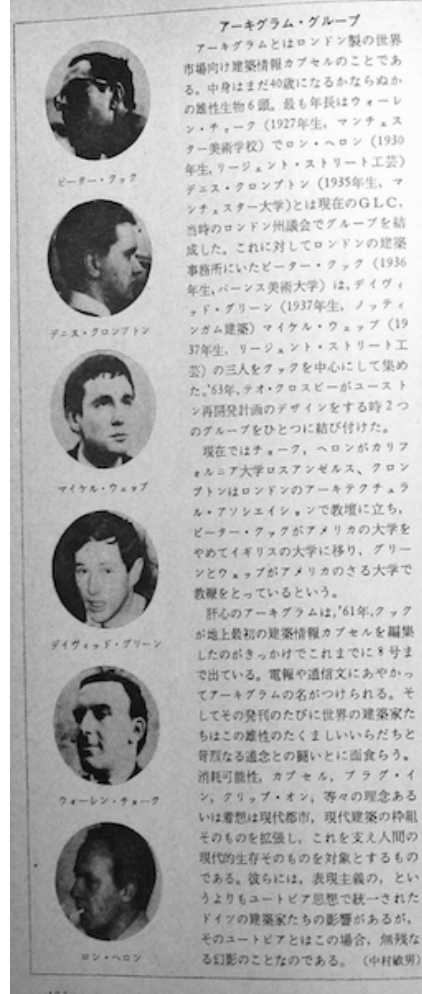 アーキグラム・グループ
アーキグラムとはロンドン製の世界
市場向け建築情報カプセルのことであ
る。中身はまだ40歳になるかならぬか
の雄性生物6頭。最も年長はウォーレ
ン・チョーク（1927年生，マンチェス
ター美術学校）でロン・ヘロン（1930
年生，リージェント・ストリート工芸）
デニス・クロンプトン（1935年生，マ
ンチェスター大学）とは現在のGLC，
当時のロンドン州議会でグループを結
成した。これに対してロンドンの建築
事務所にいたピーター・クック（1936
年生，バーンス美術大学）は，デイヴィ
ッド・グリーン（1937年生，ノッティ
ンガム建築）マイケル・ウェッブ（19
37年生，リージェント・ストリート工
芸）の三人をクックを中心にして集め
た。'63年，テオ・クロスビーがユースト
ン再開発計画のデザインをする時2つ
のグループをひとつに結び付けた。
現在ではチョーク，ヘロンがカリフ
ォルニア大学ロスアンゼルス、クロン
プトンはロンドンのアーキテクチュラ
ル・アソシエイションで教壇に立ち，
ピーター・クックがアメリカの大学を
やめてイギリスの大学に移り，グリー
ンとウェッブがアメリカのさる大学で
教鞭をとっているという。
肝心のアーキグラムは，'61年，クック
が地上最初の建築情報カプセルを編集
したのがきっかけでこれまでに8号ま
で出ている。電報や通信文にあやかっ
てアーキグラムの名がつけられる。そ
してその発刊のたびに世界の建築家た
ちはこの雄性のたくましいいらだちと
苛烈なる通念との闘いとに面食らう。
消耗可能性，カプセル，プラグ・イ
ン，クリップ・オン，等々の理念ある
いは着想は現代都市，現代建築の枠組
そのものを拡張し，これを支え人間の
現代的生存そのものを対象とするもの
である。彼らには，表現主義の，とい
うよりもユートピア思想で統一された
ドイツの建築家たちの影響があるが，
そのユートピアとはこの場合，無残な
る幻影のことなのである。（中村敏男）
ピーター・クック
デニス・クロンプトン
マイケル・ウェッブ
デイヴィッド・グリーン
ウォーレン・チョーク
ロン・ヘロン